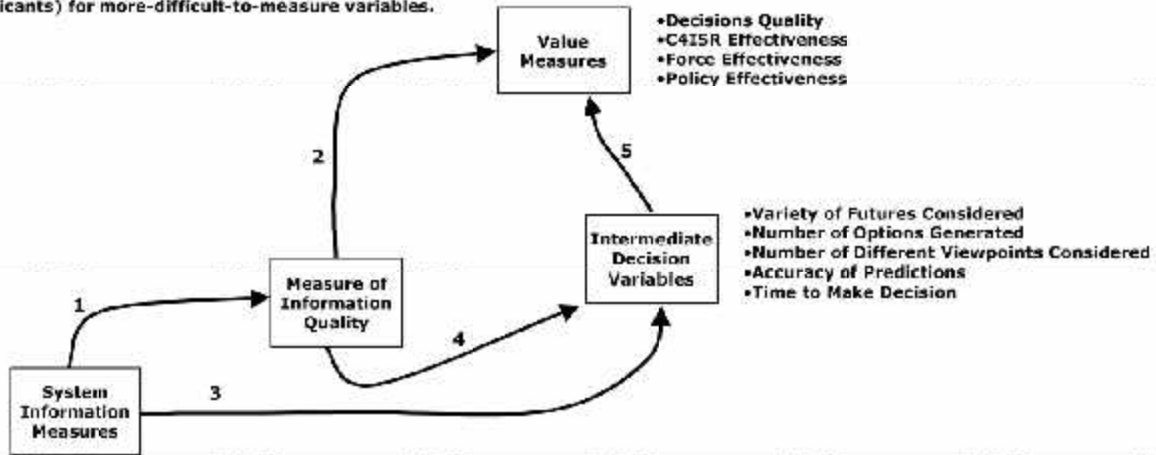 icants) for more-difficult-to-measure variables.
Value
Measures
•Decisions Quality
•C4ISR Effectiveness
•Force Effectiveness
•Policy Effectiveness
2
5
Intermediate
Decision
Variables
•Variety of Futures Considered
•Number of Options Generated
•Number of Different Viewpoints Considered
•Accuracy of Predictions
•Time to Make Decision
Measure of
Information
Quality
1
4
3
System
Information
Measures